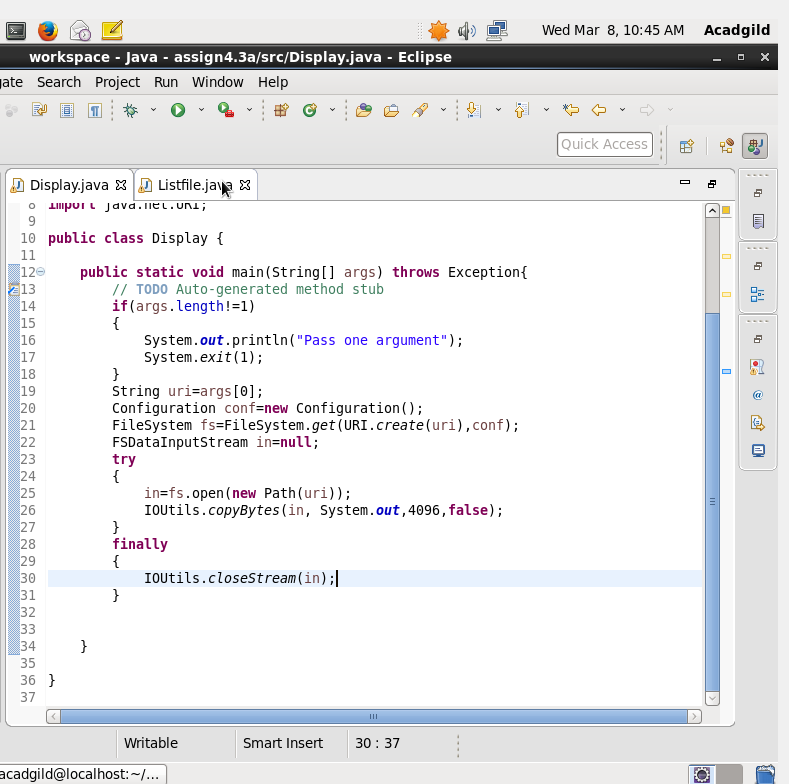 Wed Mar 8, 10:45 AM Acadgild
workspace - Java - assign4.3a/src/Display.java - Eclipse
gate Search Project Run Window Help
Quick Access
Display.java Listfile.java
8 import java.net.URI;
9
10 public class Display {
11
12 public static void main(String[] args) throws Exception{
13 // TODO Auto-generated method stub
14 if(args.length!=1)
15 {
16 System.out.println("Pass one argument");
17 System.exit(1);
18 }
19 String uri=args[0];
20 Configuration conf=new Configuration();
21 FileSystem fs=FileSystem.get(URI.create(uri),conf);
22 FSDataInputStream in=null;
23 try
24 {
25 in=fs.open(new Path(uri));
26 IOUtils.copyBytes(in, System.out,4096,false);
27 }
28 finally
29 {
30 IOUtils.closeStream(in);
31 }
32
33
34 }
35
36 }
37
Writable Smart Insert 30 : 37
acadgild@localhost:~/...